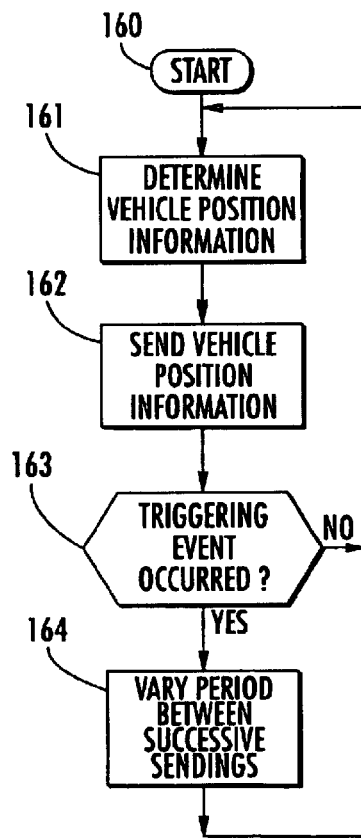 160
START
161
DETERMINE
VEHICLE POSITION
INFORMATION
162
SEND VEHICLE
POSITION
INFORMATION
163
TRIGGERING
EVENT
OCCURRED ?
NO
YES
164
VARY PERIOD
BETWEEN
SUCCESSIVE
SENDINGS